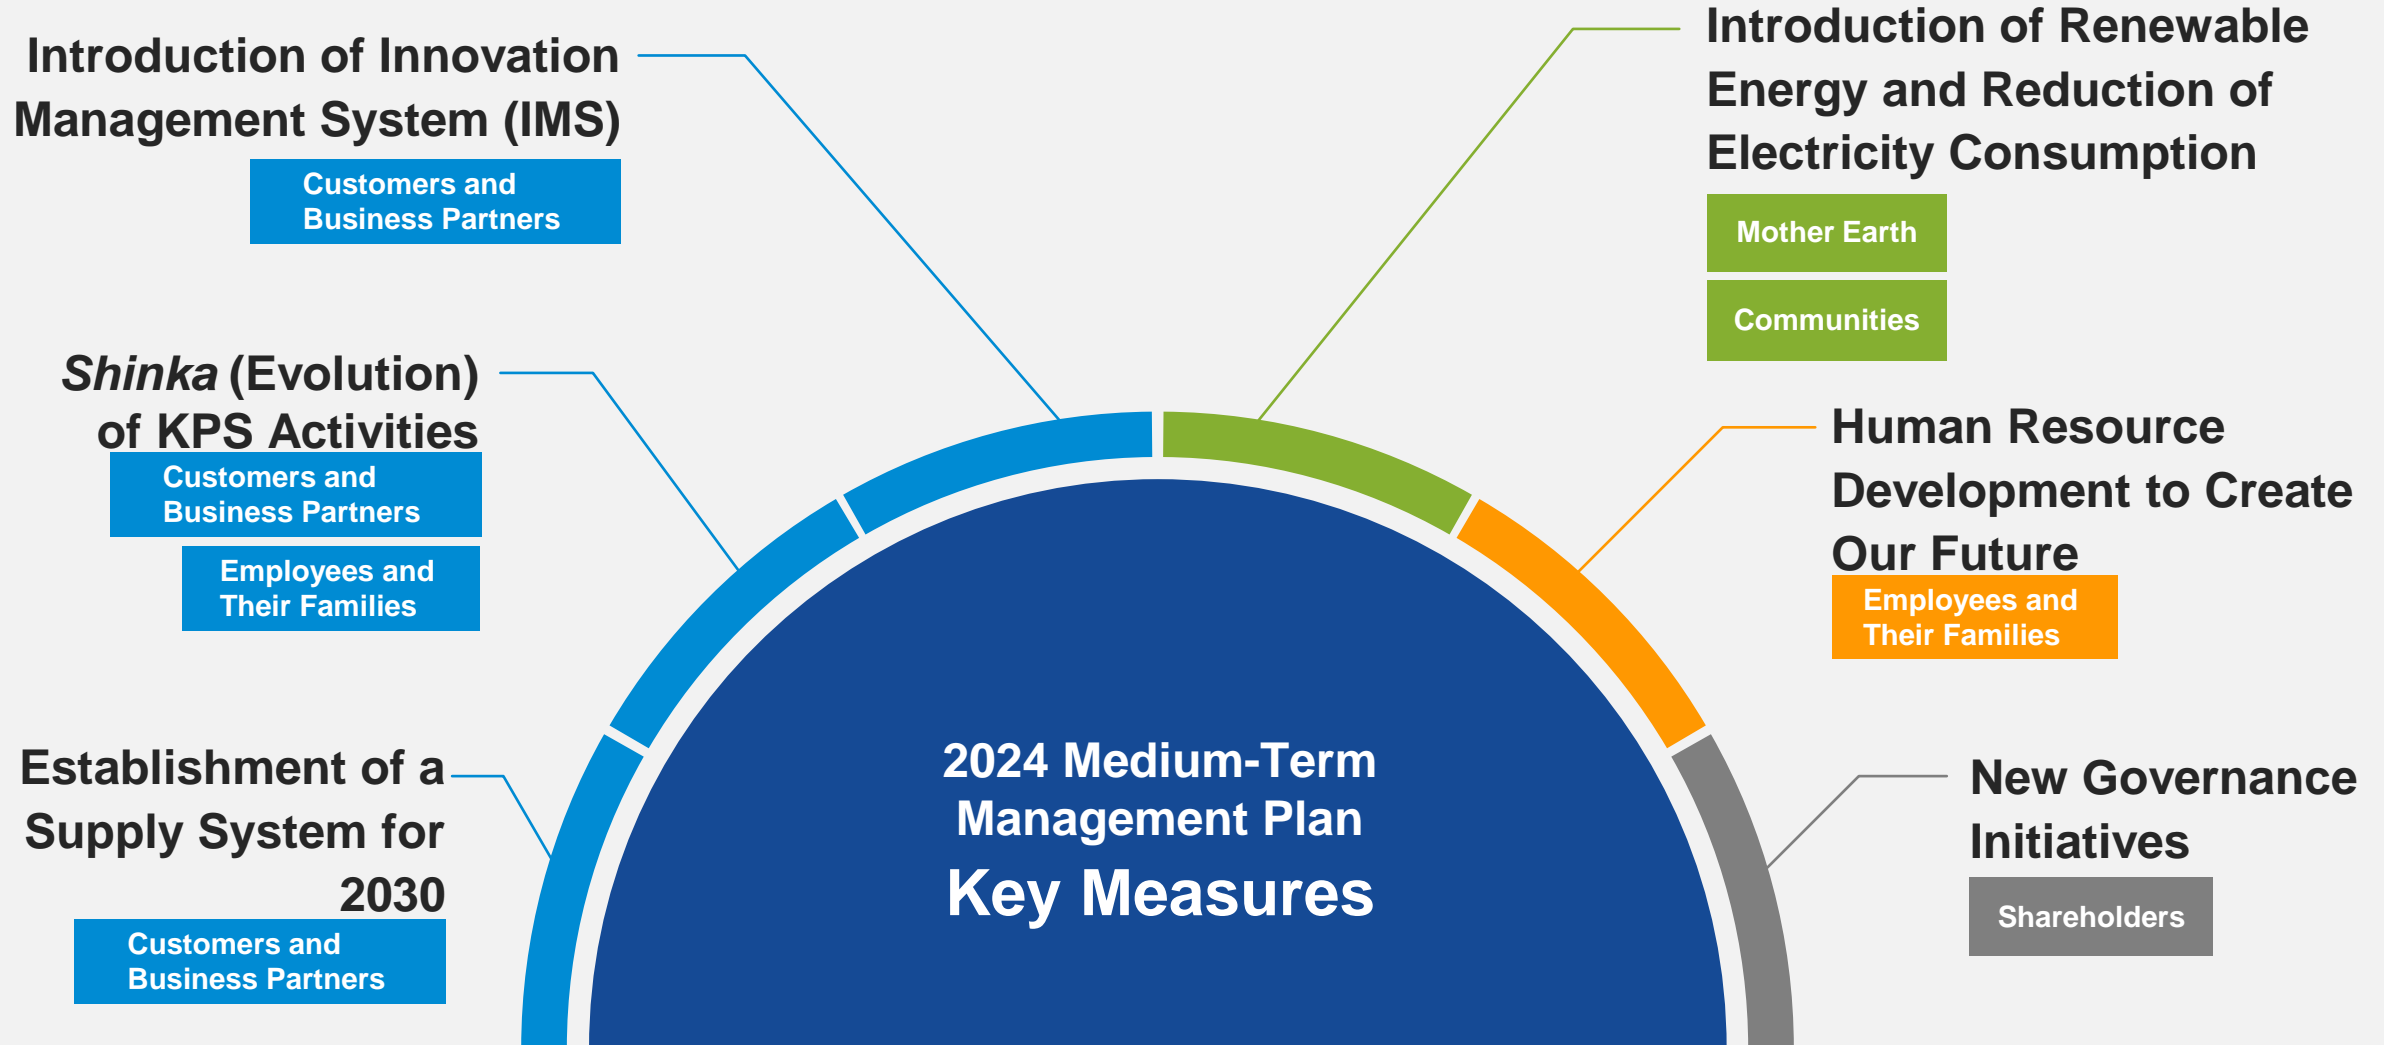 Introduction of Innovation
Management System (IMS)
Customers and
Business Partners
Shinka (Evolution)
of KPS Activities
Customers and
Business Partners
Employees and
Their Families
Establishment of a
Supply System for
2030
Customers and
Business Partners
2024 Medium-Term
Management Plan
Key Measures
Introduction of Renewable
Energy and Reduction of
Electricity Consumption
Mother Earth
Communities
Human Resource
Development to Create
Our Future
Employees and
Their Families
New Governance
Initiatives
Shareholders